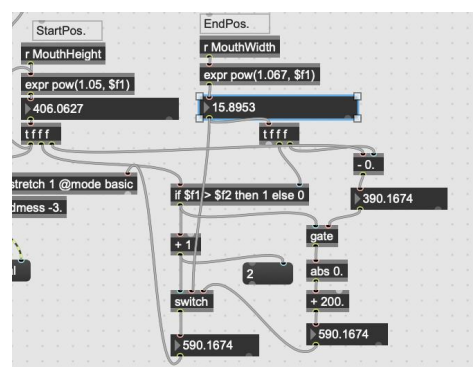 StartPos.
EndPos.
r MouthHeight
r MouthWidth
expr pow(1.05, $f1)
expr pow(1.067, $f1)
406.0627
15.8953
t f f f
t f f f
- 0.
stretch 1 @mode basic
if $f1 > $f2 then 1 else 0
390.1674
dmess -3.
gate
+ 1
2
abs 0.
switch
+ 200.
590.1674
590.1674